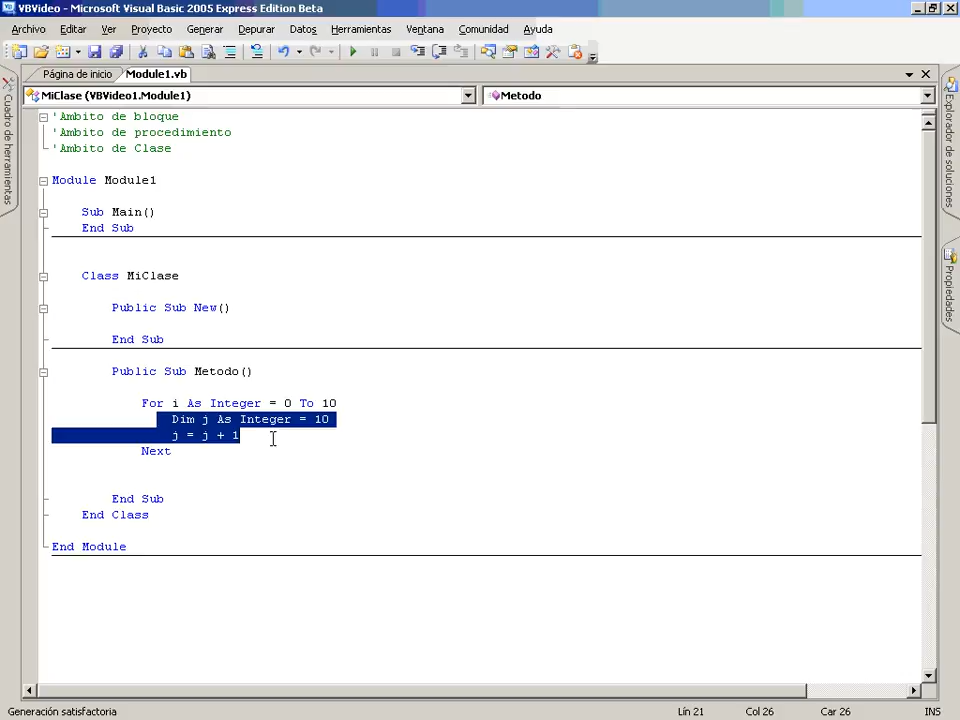 VBVideo - Microsoft Visual Basic 2005 Express Edition Beta
Archivo Editar Ver Proyecto Generar Depurar Datos Herramientas Ventana Comunidad Ayuda
Página de inicio Module1.vb
MiClase (VBVideo1.Module1) Metodo
Cuadro de herramientas
Explorador de soluciones
Propiedades
'Ambito de bloque
'Ambito de procedimiento
'Ambito de Clase
Module Module1
Sub Main()
End Sub
Class MiClase
Public Sub New()
End Sub
Public Sub Metodo()
For i As Integer = 0 To 10
Dim j As Integer = 10
j = j + 1
Next
End Sub
End Class
End Module
Generación satisfactoria Lín 21 Col 26 Car 26 INS